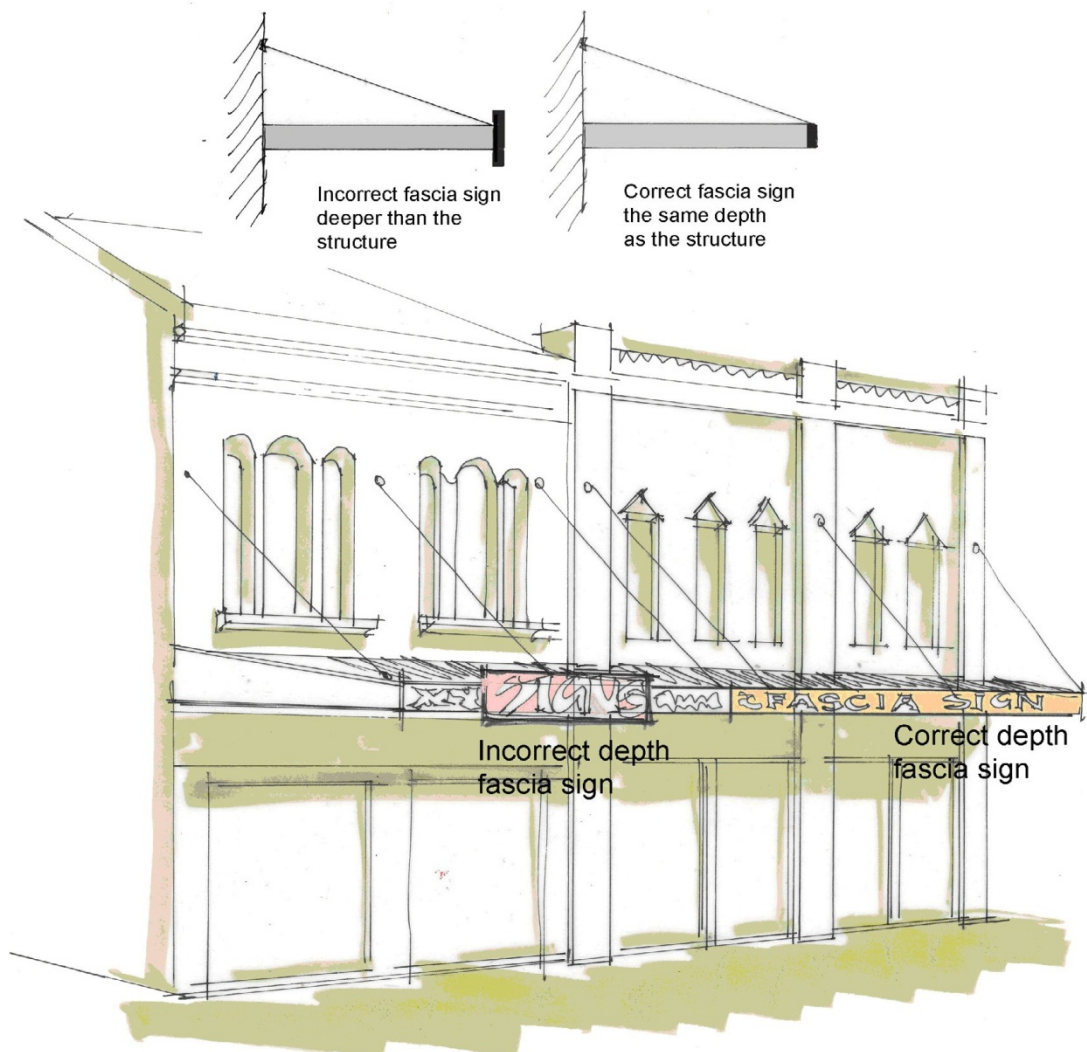 Incorrect fascia sign
deeper than the
structure
Correct fascia sign
the same depth
as the structure
SIGNS
FASCIA SIGN
Incorrect depth
fascia sign
Correct depth
fascia sign